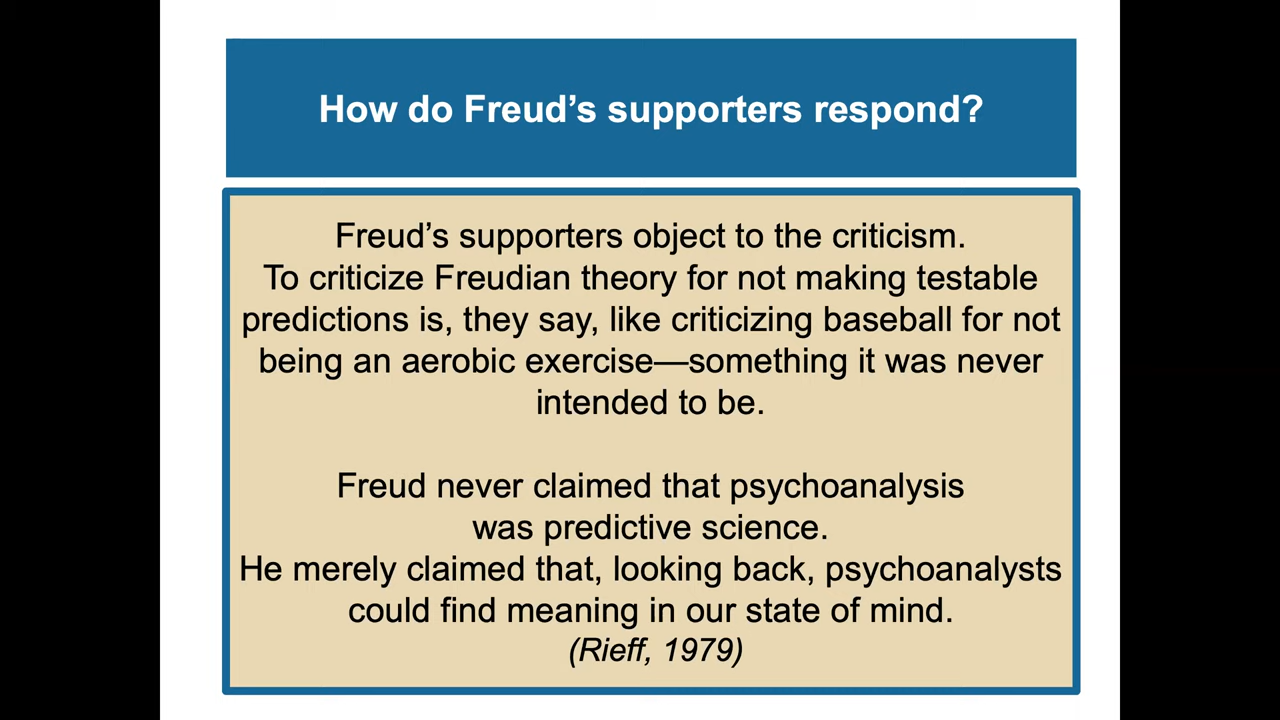 How do Freud’s supporters respond?
Freud’s supporters object to the criticism.
To criticize Freudian theory for not making testable
predictions is, they say, like criticizing baseball for not
being an aerobic exercise—something it was never
intended to be.
Freud never claimed that psychoanalysis
was predictive science.
He merely claimed that, looking back, psychoanalysts
could find meaning in our state of mind.
(Rieff, 1979)